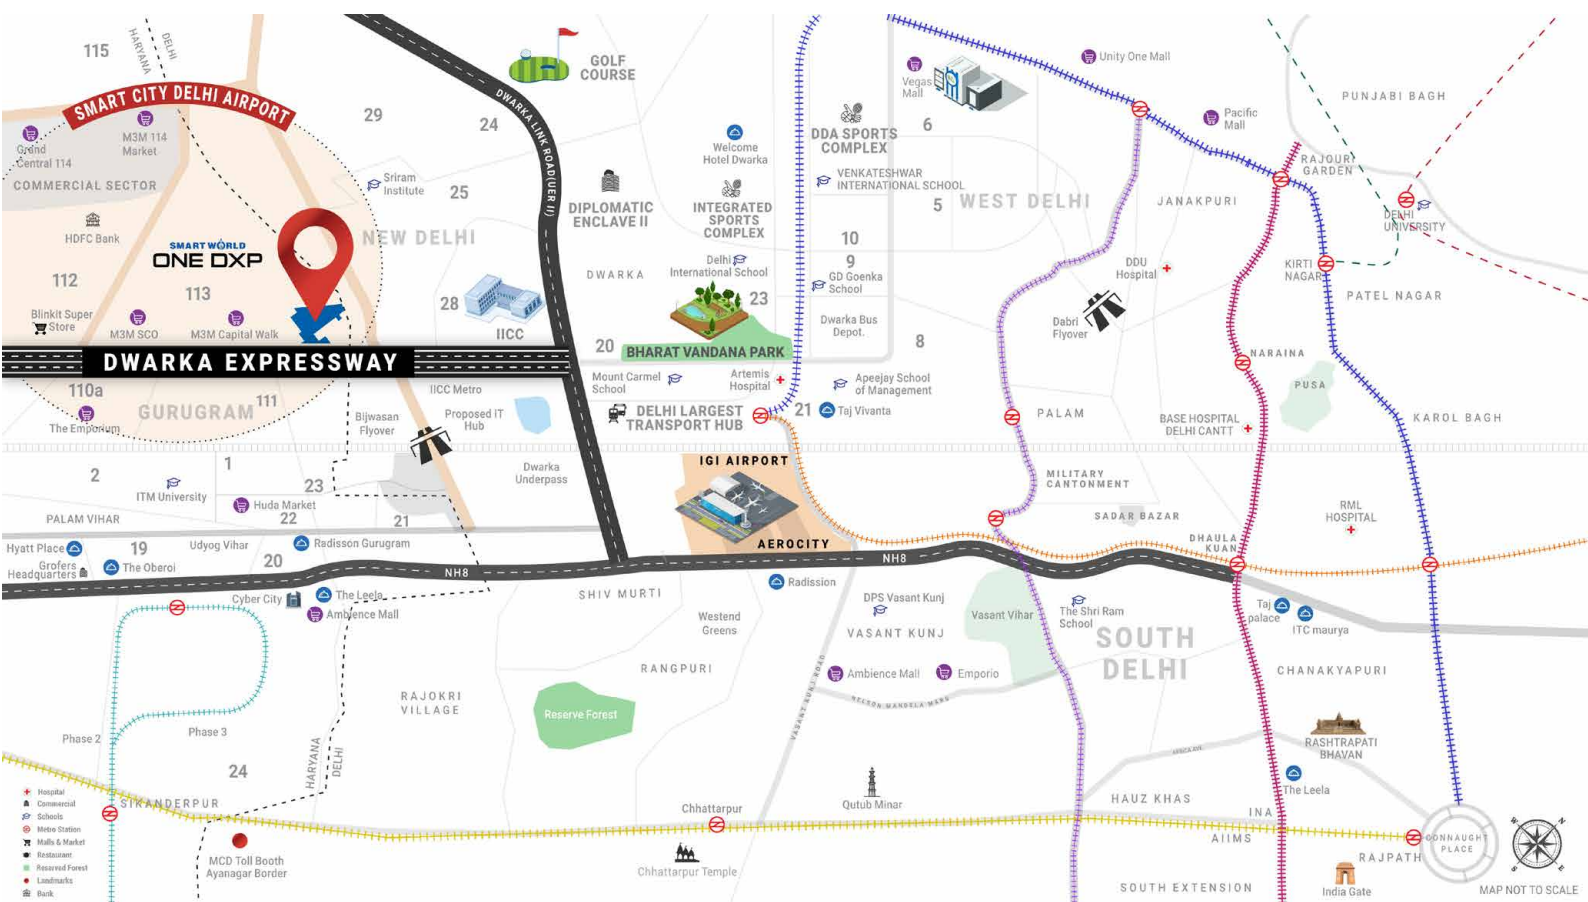 115
HARYANA
DELHI
SMART CITY DELHI AIRPORT
M3M 114
Market
Grand
Central 114
COMMERCIAL SECTOR
HDFC Bank
SMART WORLD
ONE DXP
112
113
Blinkit Super
Store
M3M SCO
M3M Capital Walk
DWARKA EXPRESSWAY
110a
The Emporium
GURUGRAM
111
29
24
Sriram
Institute
25
NEW DELHI
28
IICC
GOLF
COURSE
DWARKA LINK ROAD(UER II)
DIPLOMATIC
ENCLAVE II
Welcome
Hotel Dwarka
INTEGRATED
SPORTS
COMPLEX
DWARKA
Delhi
International School
23
20
BHARAT VANDANA PARK
Mount Carmel
School
Artemis
Hospital
DELHI LARGEST
TRANSPORT HUB
21
Taj Vivanta
Apeejay School
of Management
IICC Metro
Bijwasan
Flyover
Proposed iT
Hub
Dwarka
Underpass
Vegas
Mall
6
DDA SPORTS
COMPLEX
VENKATESHWAR
INTERNATIONAL SCHOOL
5
WEST DELHI
10
9
GD Goenka
School
Dwarka Bus
Depot.
8
Unity One Mall
Pacific
Mall
PUNJABI BAGH
RAJOURI
GARDEN
JANAKPURI
DELHI
UNIVERSITY
DDU
Hospital
KIRTI
NAGAR
PATEL NAGAR
Dabri
Flyover
NARAINA
PUSA
PALAM
BASE HOSPITAL
DELHI CANTT
KAROL BAGH
IGI AIRPORT
AEROCITY
MILITARY
CANTONMENT
SADAR BAZAR
RML
HOSPITAL
DHAULA
KUAN
2
1
ITM University
23
Huda Market
22
21
PALAM VIHAR
Hyatt Place
19
Udyog Vihar
Radisson Gurugram
Grofers
Headquarters
The Oberoi
20
NH8
NH8
Cyber City
The Leela
Ambience Mall
SHIV MURTI
Radission
Westend
Greens
DPS Vasant Kunj
VASANT KUNJ
Vasant Vihar
The Shri Ram
School
SOUTH
DELHI
Taj
palace
ITC maurya
CHANAKYAPURI
RANGPURI
Ambience Mall
Emporio
NELSON MANDELA MARG
VASANT KUNJ ROAD
RAJOKRI
VILLAGE
Reserve Forest
Phase 2
Phase 3
HARYANA
DELHI
24
SIKANDERPUR
Chhattarpur
Qutub Minar
RASHTRAPATI
BHAVAN
The Leela
HAUZ KHAS
INA
AIIMS
RAJPATH
CONNAUGHT
PLACE
MCD Toll Booth
Ayanagar Border
Chhattarpur Temple
SOUTH EXTENSION
India Gate
N
E
S
W
MAP NOT TO SCALE
Hospital
Commercial
Schools
Metro Station
Malls & Market
Restaurant
Reserved Forest
Landmarks
Bank